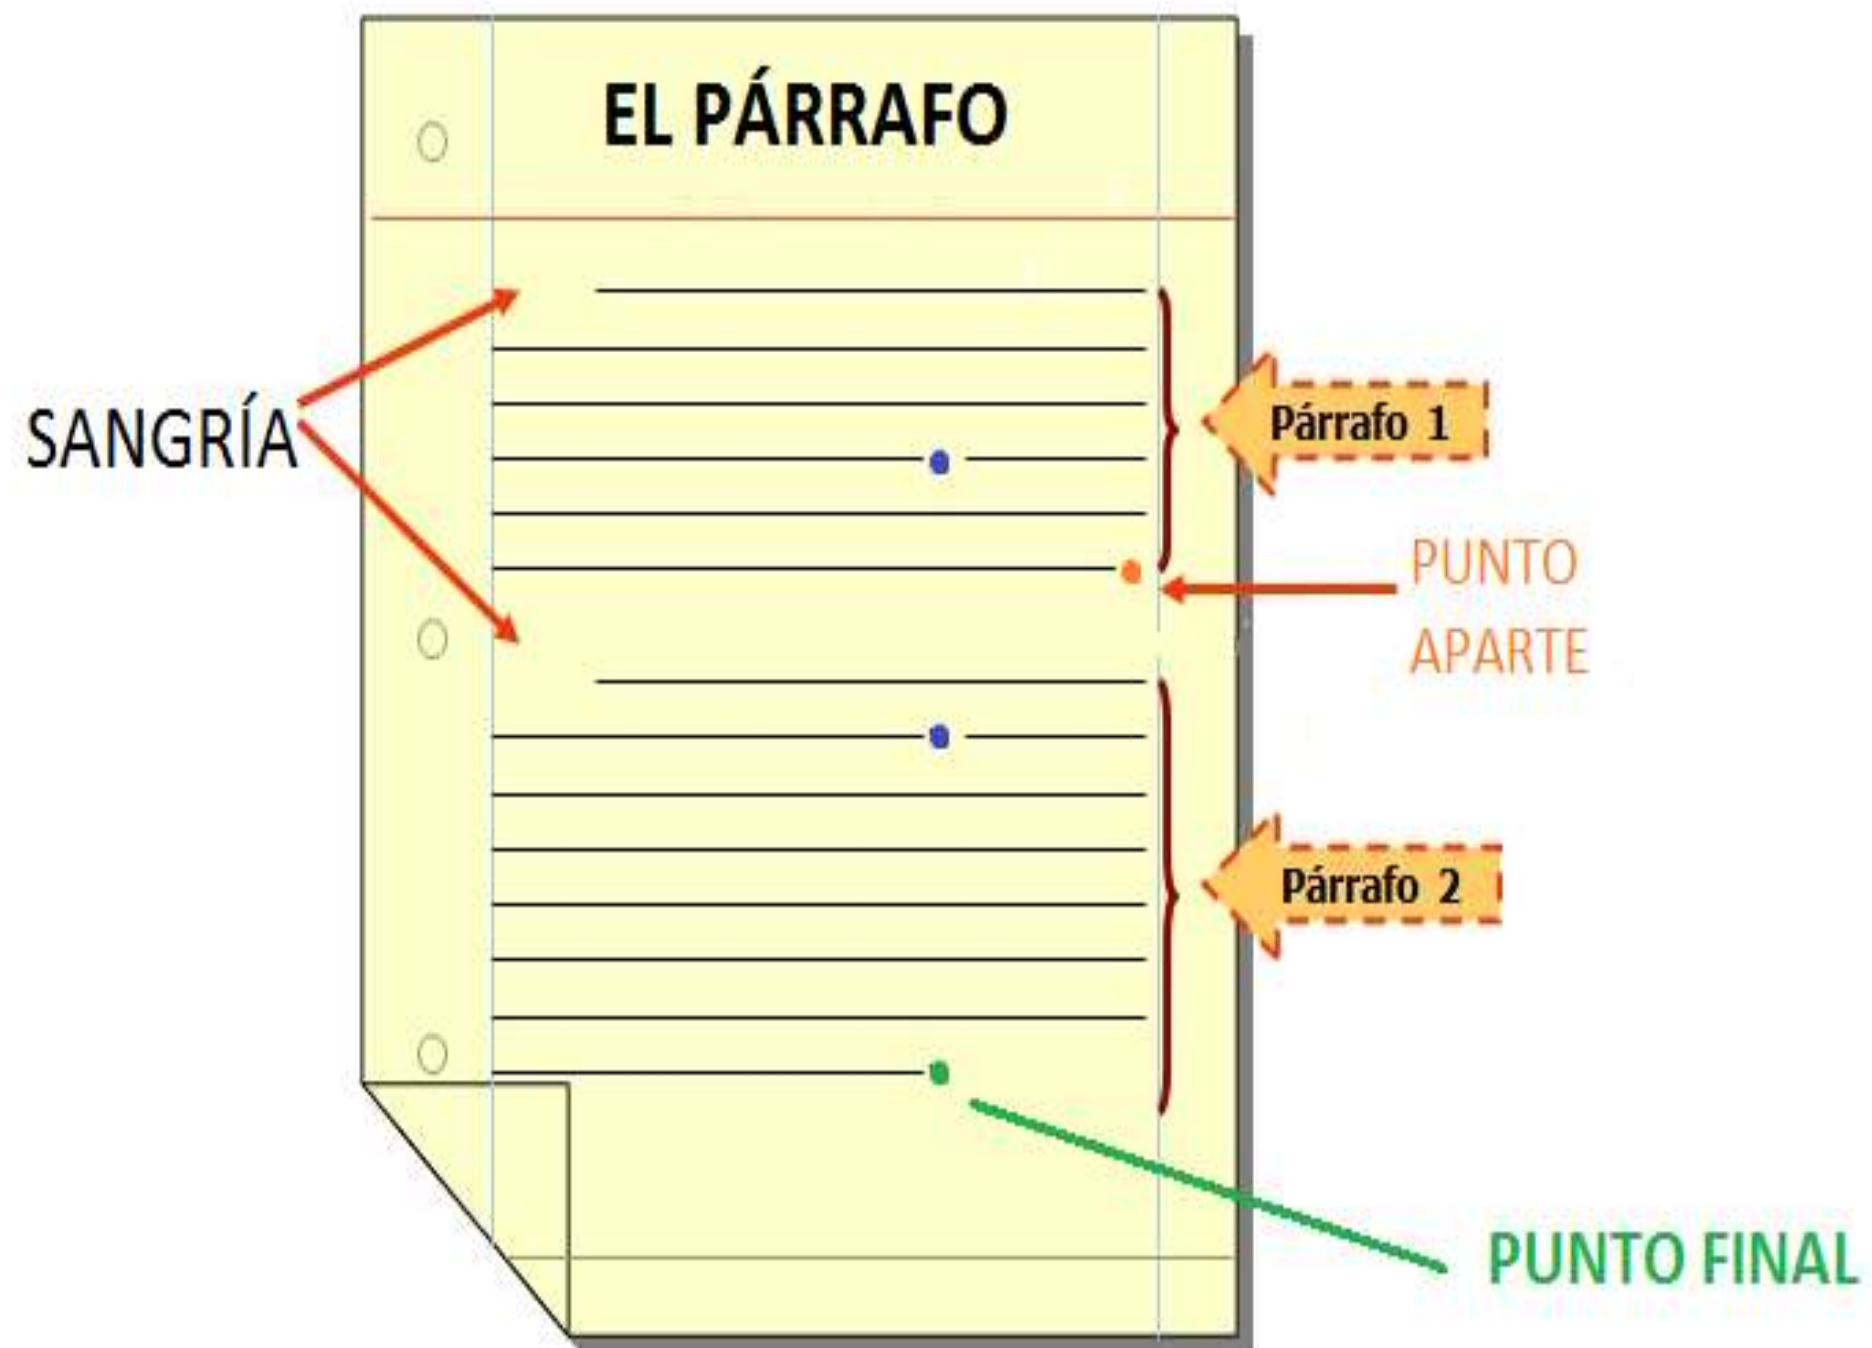 EL PÁRRAFO
SANGRÍA
Párrafo 1
PUNTO
APARTE
Párrafo 2
PUNTO FINAL